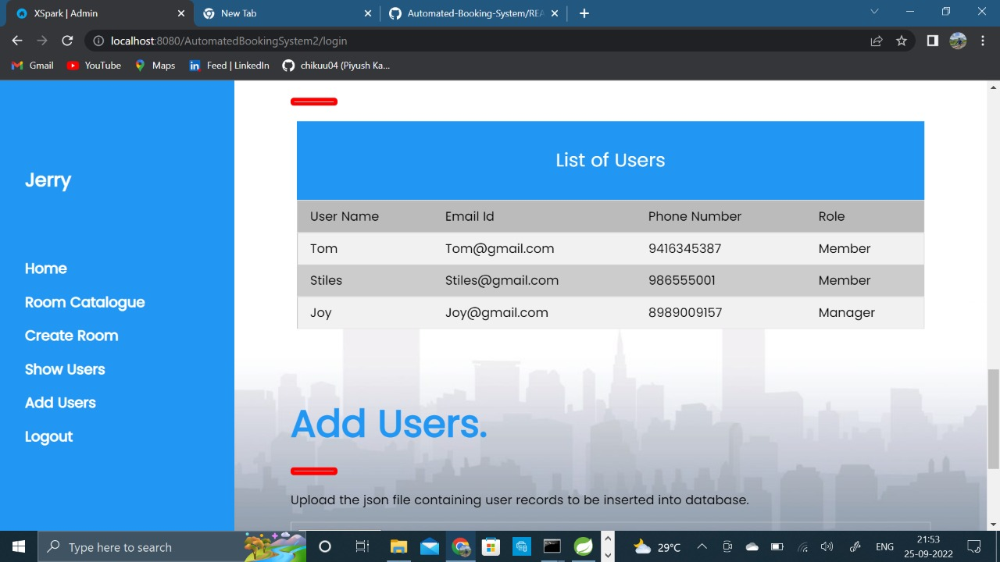 XSpark | Admin
New Tab
Automated-Booking-System/REA
localhost:8080/AutomatedBookingSystem2/login
Gmail
YouTube
Maps
Feed | LinkedIn
chikuu04 (Piyush Ka...
Jerry
Home
Room Catalogue
Create Room
Show Users
Add Users
Logout
List of Users
User Name Email Id Phone Number Role
Tom Tom@gmail.com 9416345387 Member
Stiles Stiles@gmail.com 986555001 Member
Joy Joy@gmail.com 8989009157 Manager
Add Users.
Upload the json file containing user records to be inserted into database.
Type here to search
29°C
ENG
21:53
25-09-2022